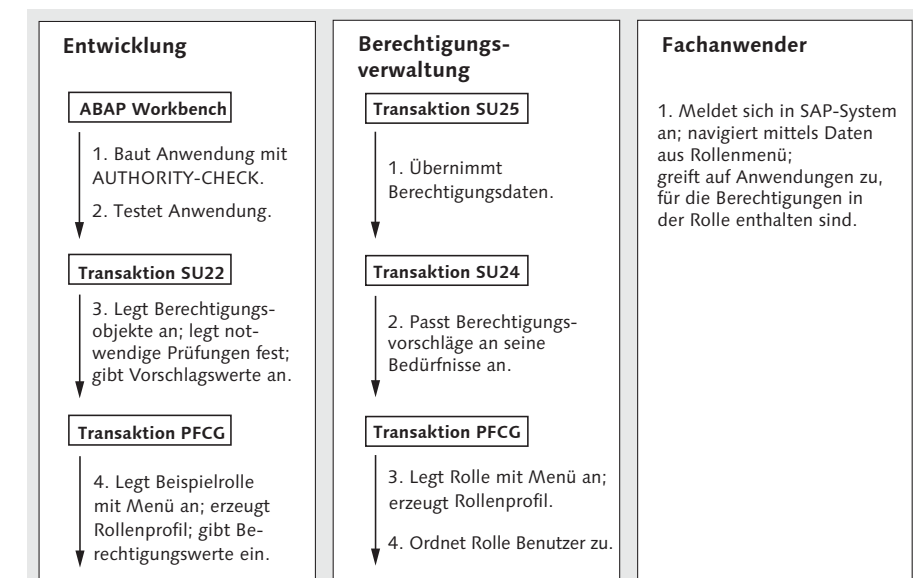 Entwicklung
ABAP Workbench
1. Baut Anwendung mit
AUTHORITY-CHECK.
2. Testet Anwendung.
Transaktion SU22
3. Legt Berechtigungs-
objekte an; legt not-
wendige Prüfungen fest;
gibt Vorschlagswerte an.
Transaktion PFCG
4. Legt Beispielrolle
mit Menü an; erzeugt
Rollenprofil; gibt Be-
rechtigungswerte ein.
Berechtigungs-
verwaltung
Transaktion SU25
1. Übernimmt
Berechtigungsdaten.
Transaktion SU24
2. Passt Berechtigungs-
vorschläge an seine
Bedürfnisse an.
Transaktion PFCG
3. Legt Rolle mit Menü an;
erzeugt Rollenprofil.
4. Ordnet Rolle Benutzer zu.
Fachanwender
1. Meldet sich in SAP-System
an; navigiert mittels Daten
aus Rollenmenü;
greift auf Anwendungen zu,
für die Berechtigungen in
der Rolle enthalten sind.